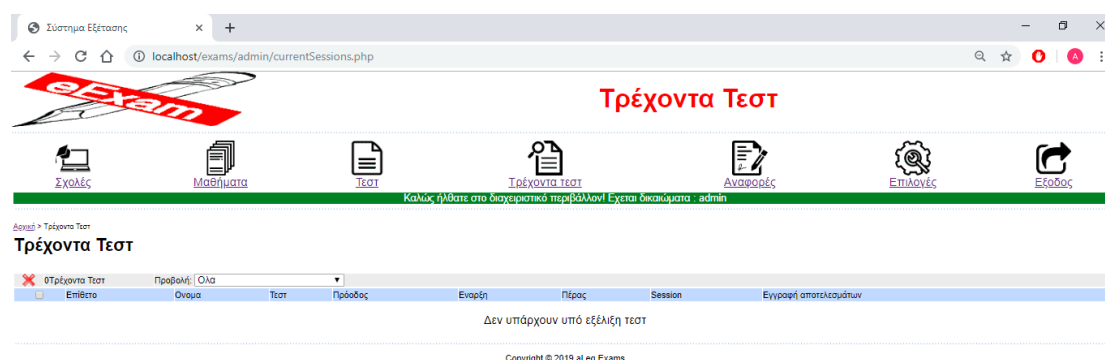 Σύστημα Εξέτασης
localhost/exams/admin/currentSessions.php
A
eExam
Τρέχοντα Τεστ
Σχολές Μαθήματα Τεστ Τρέχοντα τεστ Αναφορές Επιλογές Εξοδος
Καλώς ήλθατε στο διαχειριστικό περιβάλλον! Εχεται δικαιώματα : admin
Αρχική > Τρέχοντα Τεστ
Τρέχοντα Τεστ
0Τρέχοντα Τεστ Προβολή: Ολα
Επίθετο Ονομα Τεστ Πρόοδος Εναρξη Πέρας Session Εγγραφή αποτελεσμάτων
Δεν υπάρχουν υπό εξέλιξη τεστ
Copyright © 2019 aLeg Exams